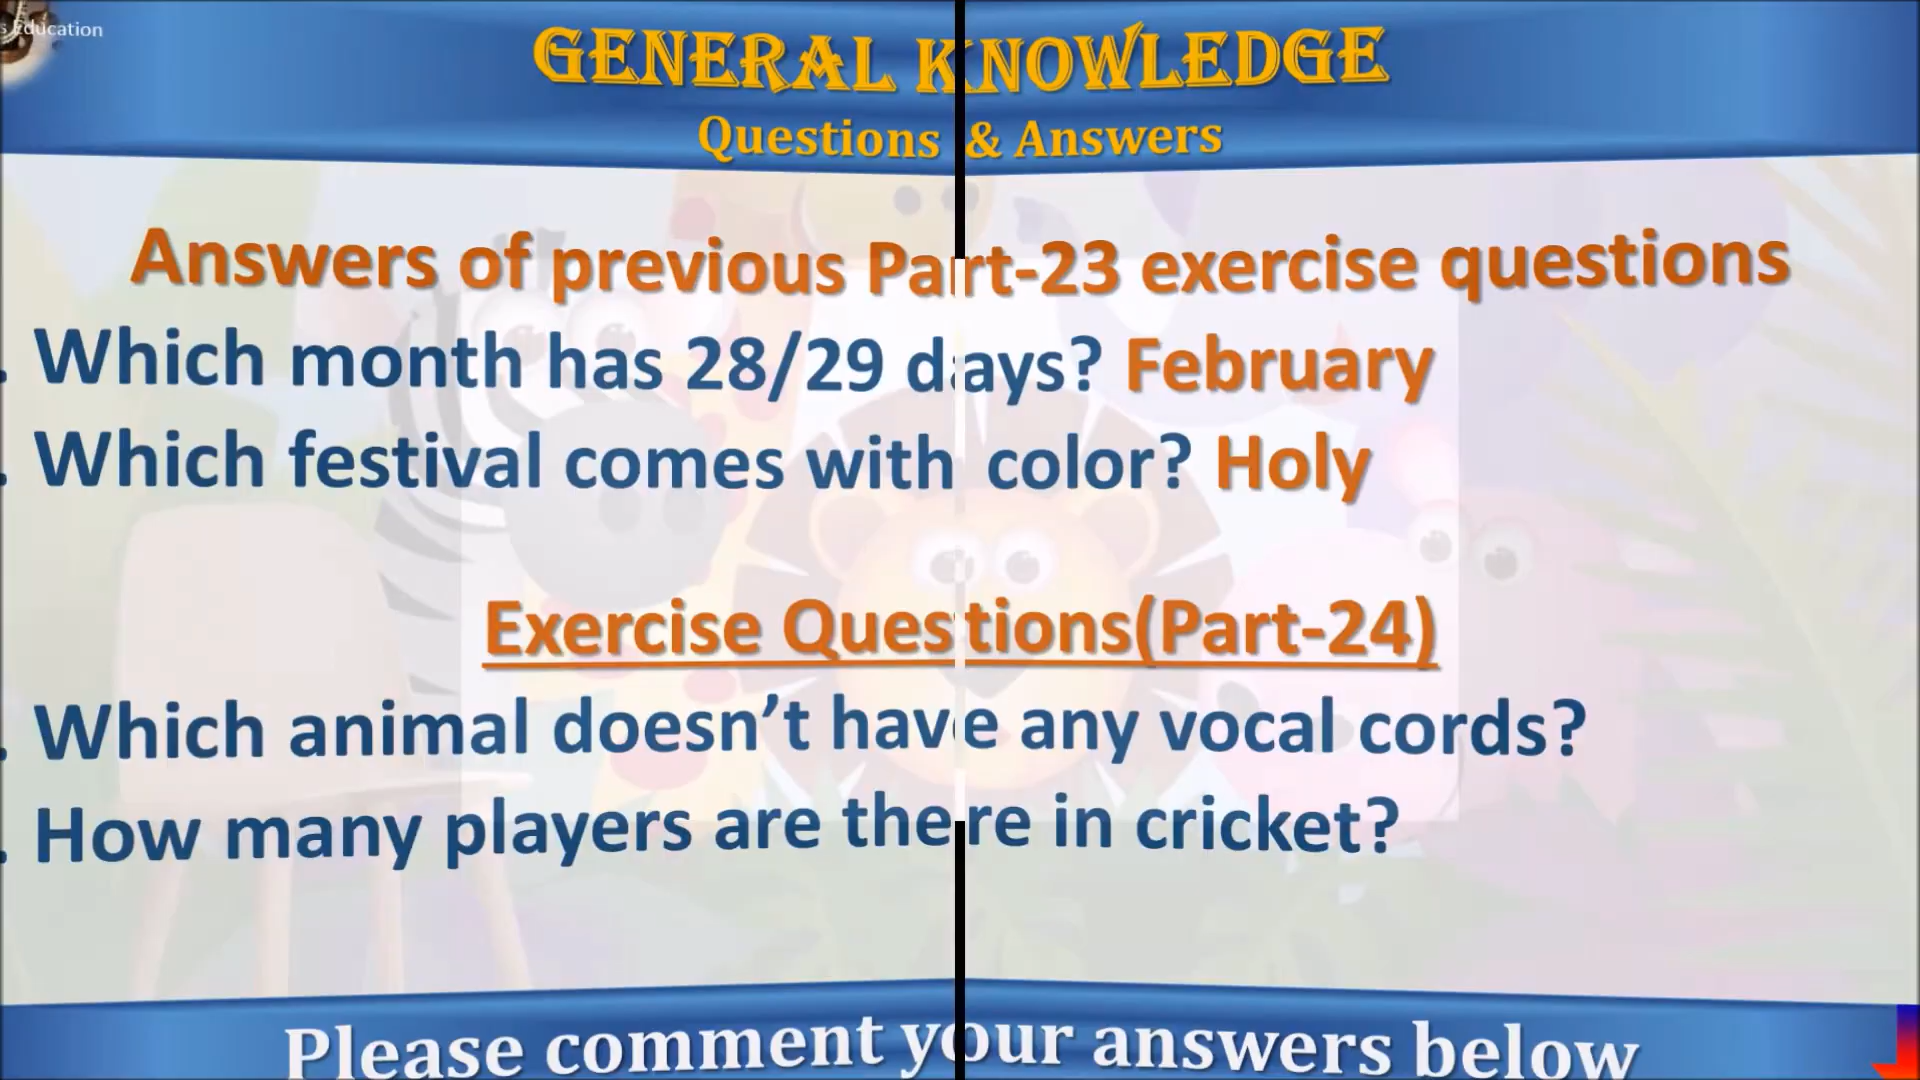 s Education
GENERAL KNOWLEDGE
Questions & Answers
Answers of previous Part-23 exercise questions
. Which month has 28/29 days? February
. Which festival comes with color? Holy
Exercise Questions(Part-24)
. Which animal doesn’t have any vocal cords?
. How many players are there in cricket?
Please comment your answers below